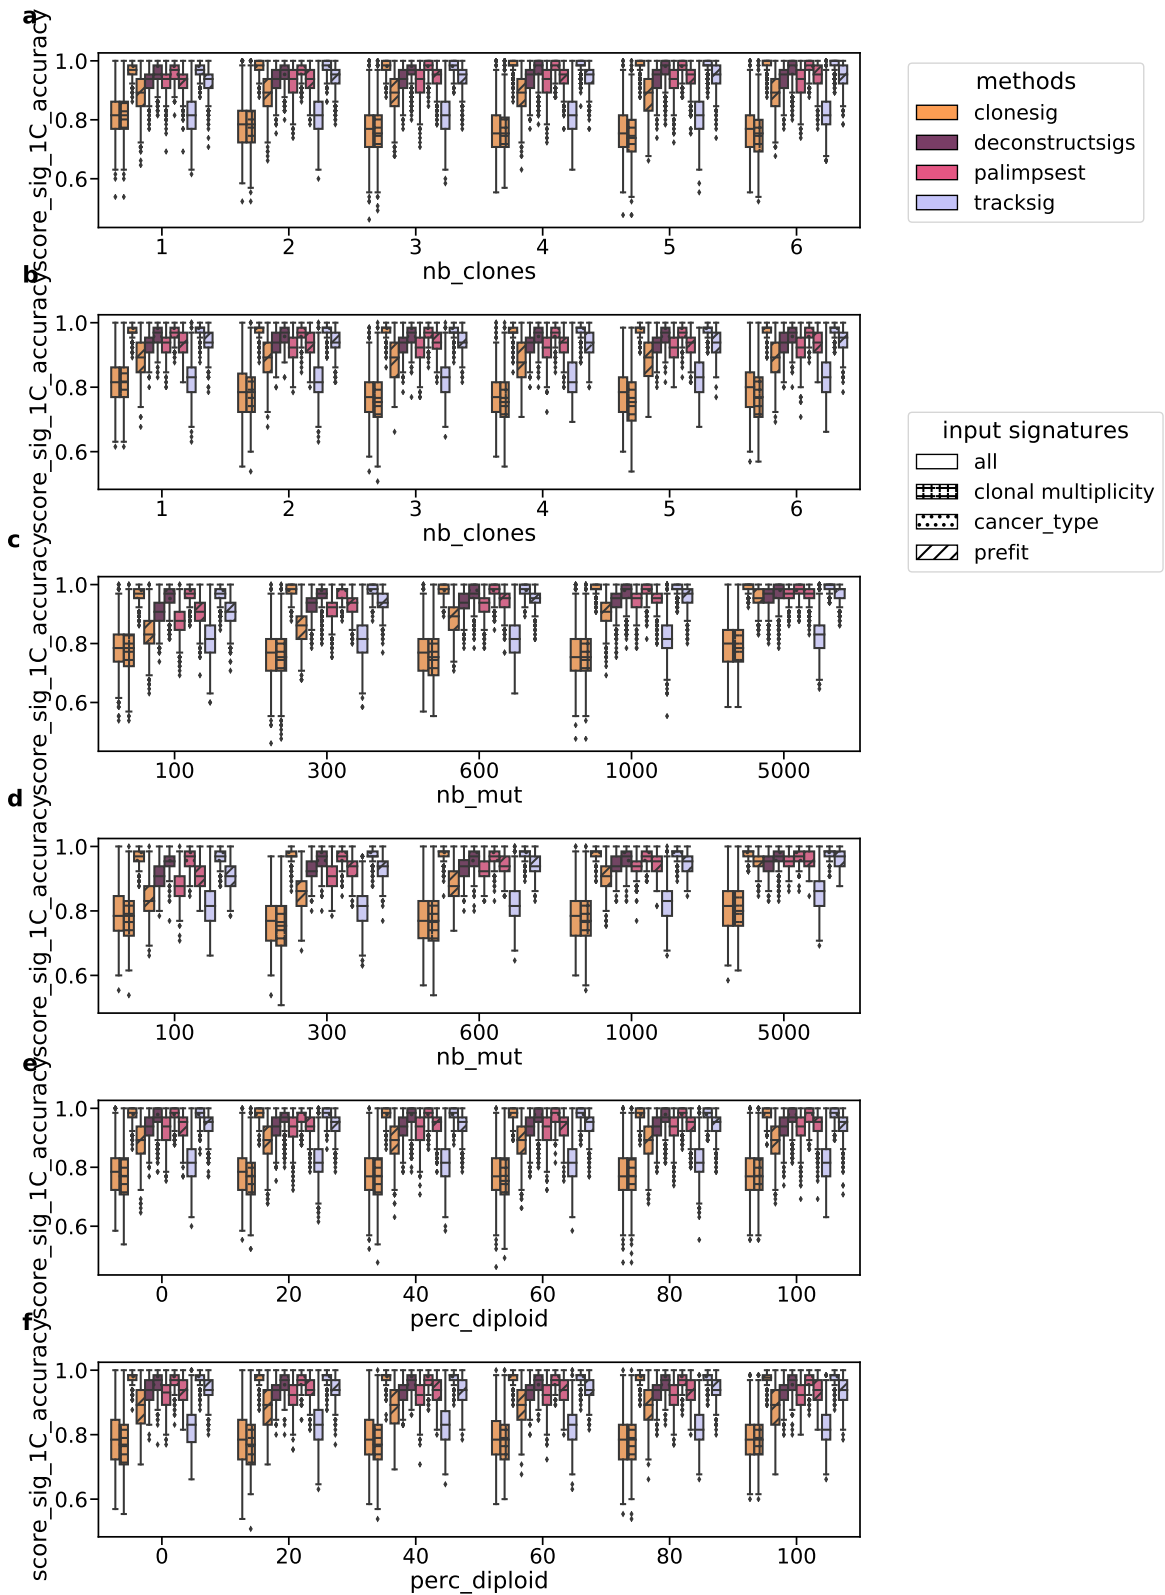 a
score_sig_1C_accuracy
1.0
0.8
0.6
1 2 3 4 5 6
nb_clones
methods
clonesig
deconstructsigs
palimpsest
tracksig
b
score_sig_1C_accuracy
1.0
0.8
0.6
1 2 3 4 5 6
nb_clones
input signatures
all
clonal multiplicity
cancer_type
prefit
c
score_sig_1C_accuracy
1.0
0.8
0.6
100 300 600 1000 5000
nb_mut
d
score_sig_1C_accuracy
1.0
0.8
0.6
100 300 600 1000 5000
nb_mut
e
score_sig_1C_accuracy
1.0
0.8
0.6
0 20 40 60 80 100
perc_diploid
f
score_sig_1C_accuracy
1.0
0.8
0.6
0 20 40 60 80 100
perc_diploid